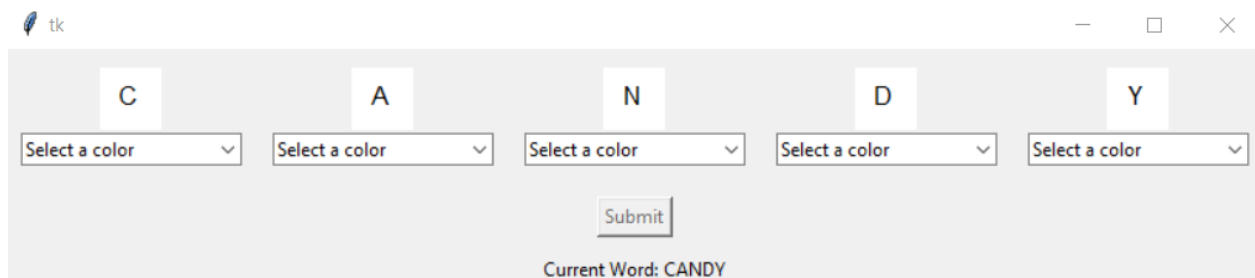 tk
C A N D Y
Select a color Select a color Select a color Select a color Select a color
Submit
Current Word: CANDY